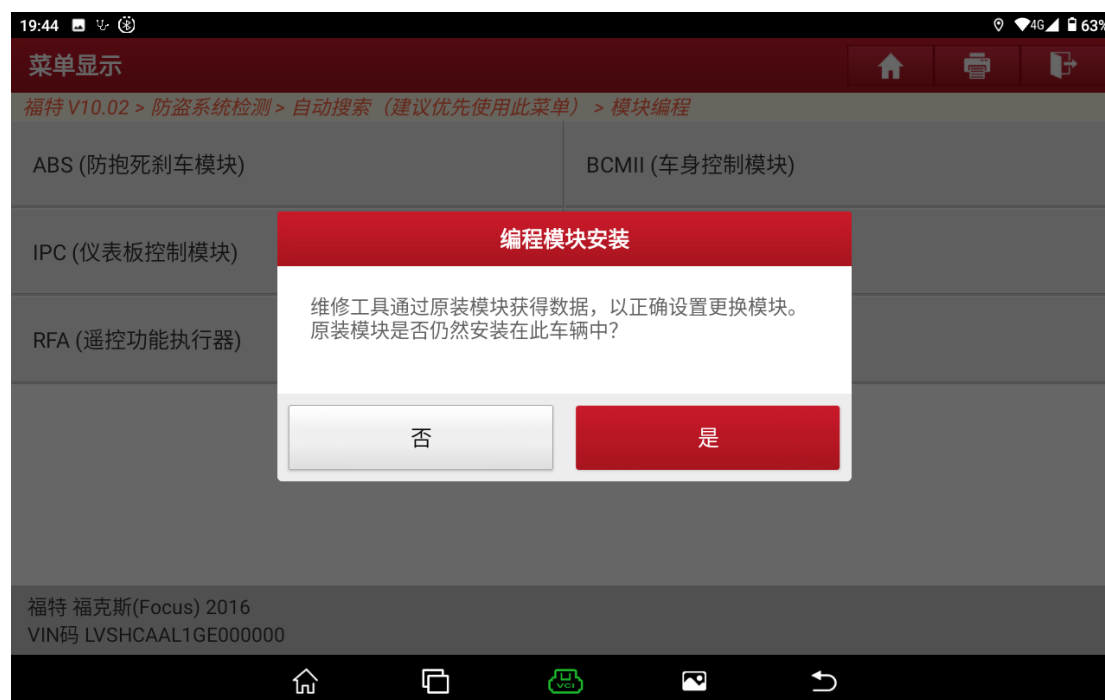 19:44 4G 63%
菜单显示
福特 V10.02 > 防盗系统检测 > 自动搜索（建议优先使用此菜单） > 模块编程
ABS (防抱死刹车模块) BCMII (车身控制模块)
IPC (仪表板控制模块)
RFA (遥控功能执行器)
编程模块安装
维修工具通过原装模块获得数据，以正确设置更换模块。
原装模块是否仍然安装在此车辆中？
否 是
福特 福克斯(Focus) 2016
VIN码 LVSHCAAL1GE000000
VCI